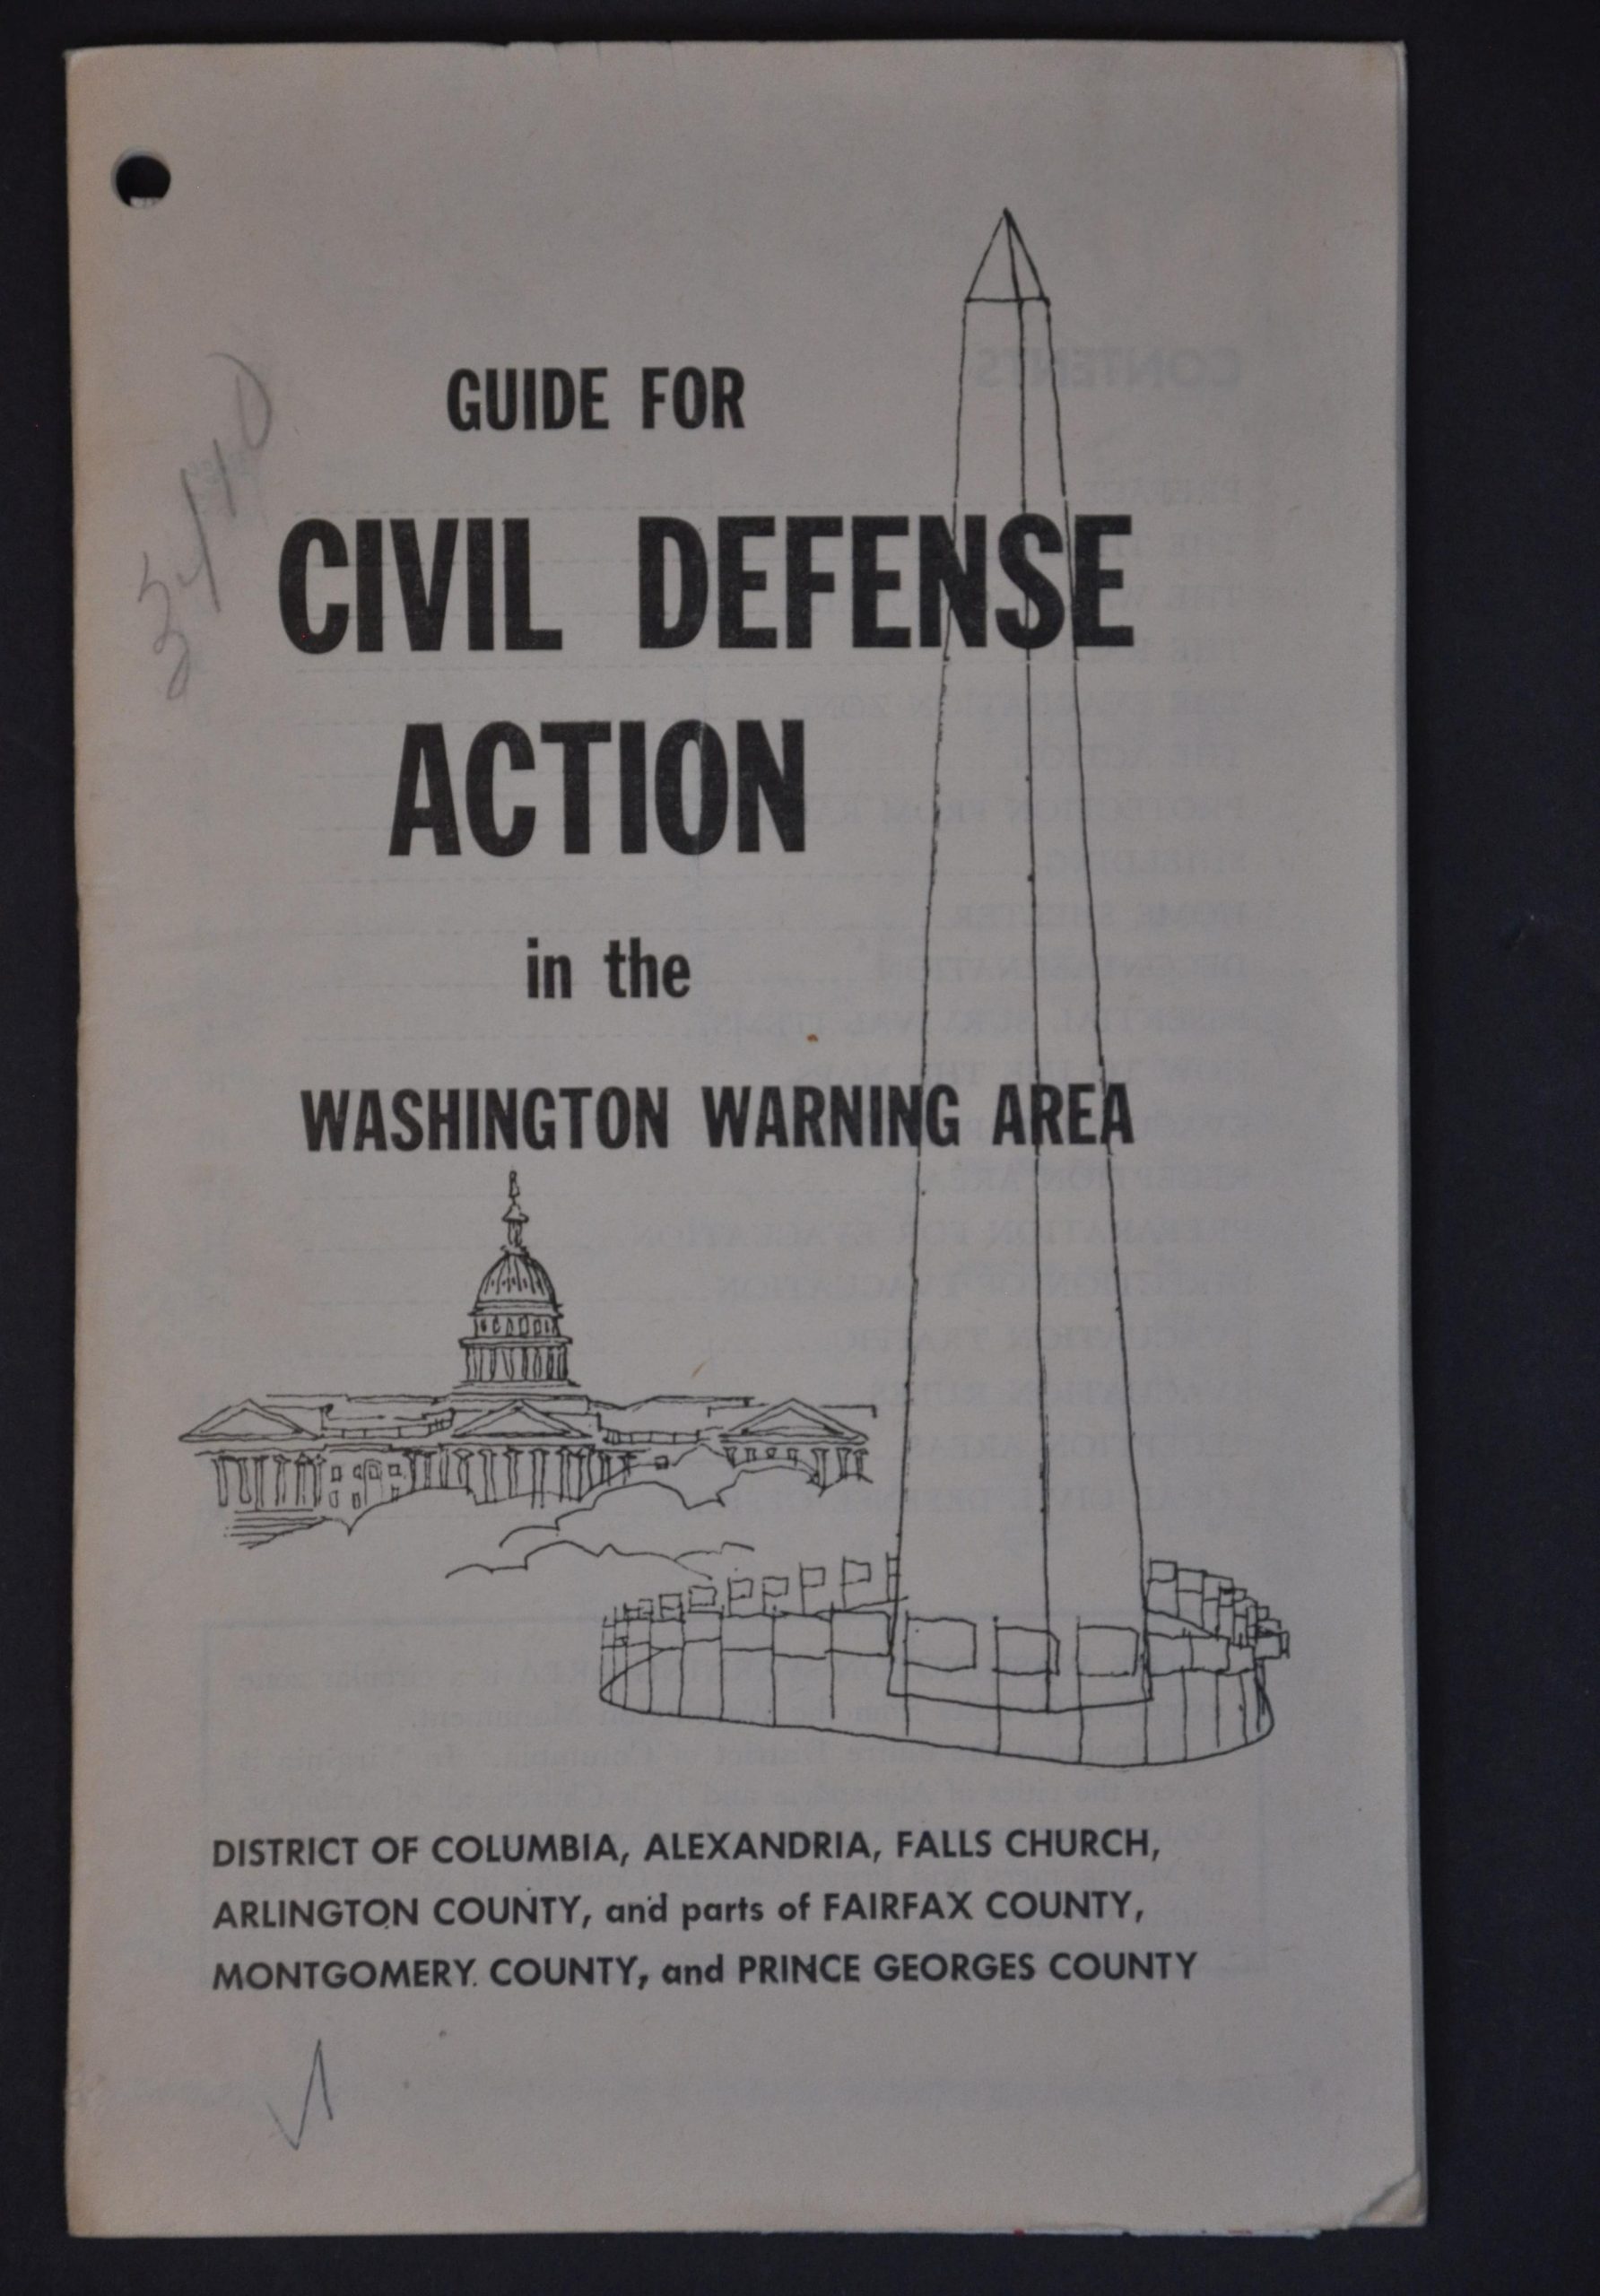 GUIDE FOR
CIVIL DEFENSE
ACTION
in the
WASHINGTON WARNING AREA
DISTRICT OF COLUMBIA, ALEXANDRIA, FALLS CHURCH,
ARLINGTON COUNTY, and parts of FAIRFAX COUNTY,
MONTGOMERY COUNTY, and PRINCE GEORGES COUNTY